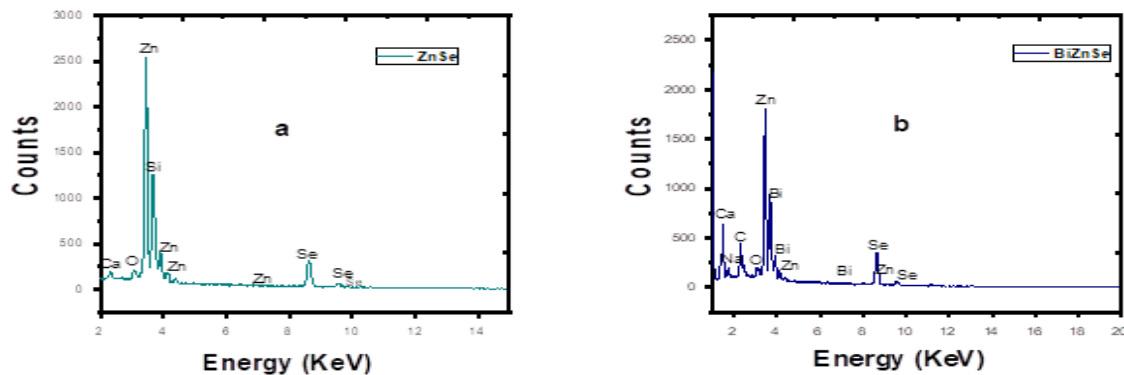 3000
2500
2000
1500
1000
500
0
Counts
Zn
ZnSe
a
Si
Zn
Ca
O
Zn
Zn
Se
Se
2 4 6 8 10 12 14
Energy (KeV)
2500
2000
1500
1000
500
0
Counts
BiZnSe
Zn
b
Bi
Ca
C
Bi
Se
Na
O
Zn
Bi
Zn
Se
2 4 6 8 10 12 14 16 18 20
Energy (KeV)